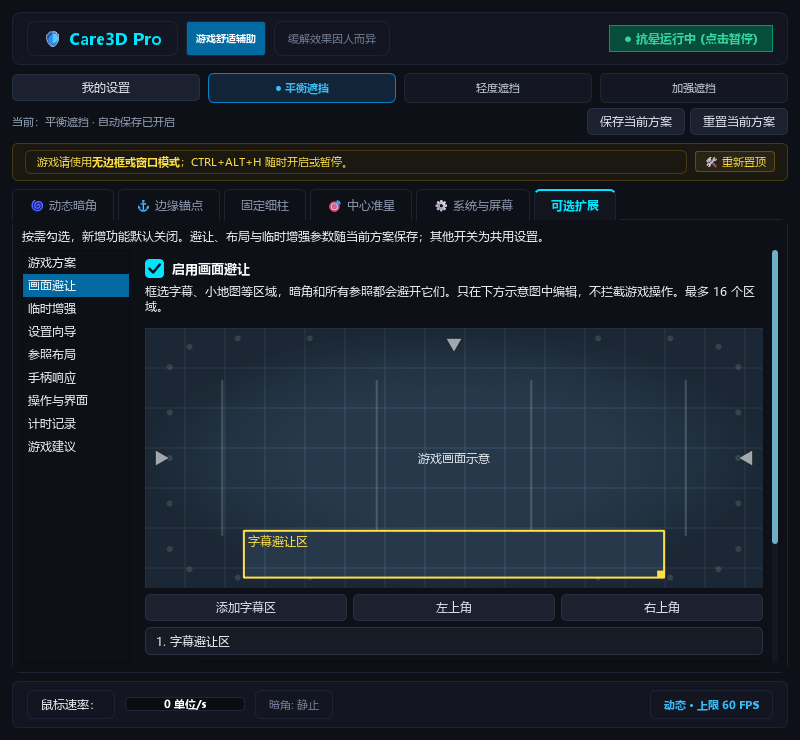 Care3D Pro
游戏舒适辅助
缓解效果因人而异
● 抗晕运行中 (点击暂停)
我的设置
● 平衡遮挡
轻度遮挡
加强遮挡
当前: 平衡遮挡 · 自动保存已开启
保存当前方案
重置当前方案
游戏请使用无边框或窗口模式; CTRL+ALT+H 随时开启或暂停。
重新置顶
动态暗角
边缘锚点
固定细柱
中心准星
系统与屏幕
可选扩展
按需勾选，新增功能默认关闭。避让、布局与临时增强参数随当前方案保存；其他开关为共用设置。
游戏方案
画面避让
临时增强
设置向导
参照布局
手柄响应
操作与界面
计时记录
游戏建议
启用画面避让
框选字幕、小地图等区域，暗角和所有参照都会避开它们。只在下方示意图中编辑，不拦截游戏操作。最多 16 个区
域。
游戏画面示意
字幕避让区
添加字幕区
左上角
右上角
1. 字幕避让区
鼠标速率:
0 单位/s
暗角: 静止
动态 • 上限 60 FPS